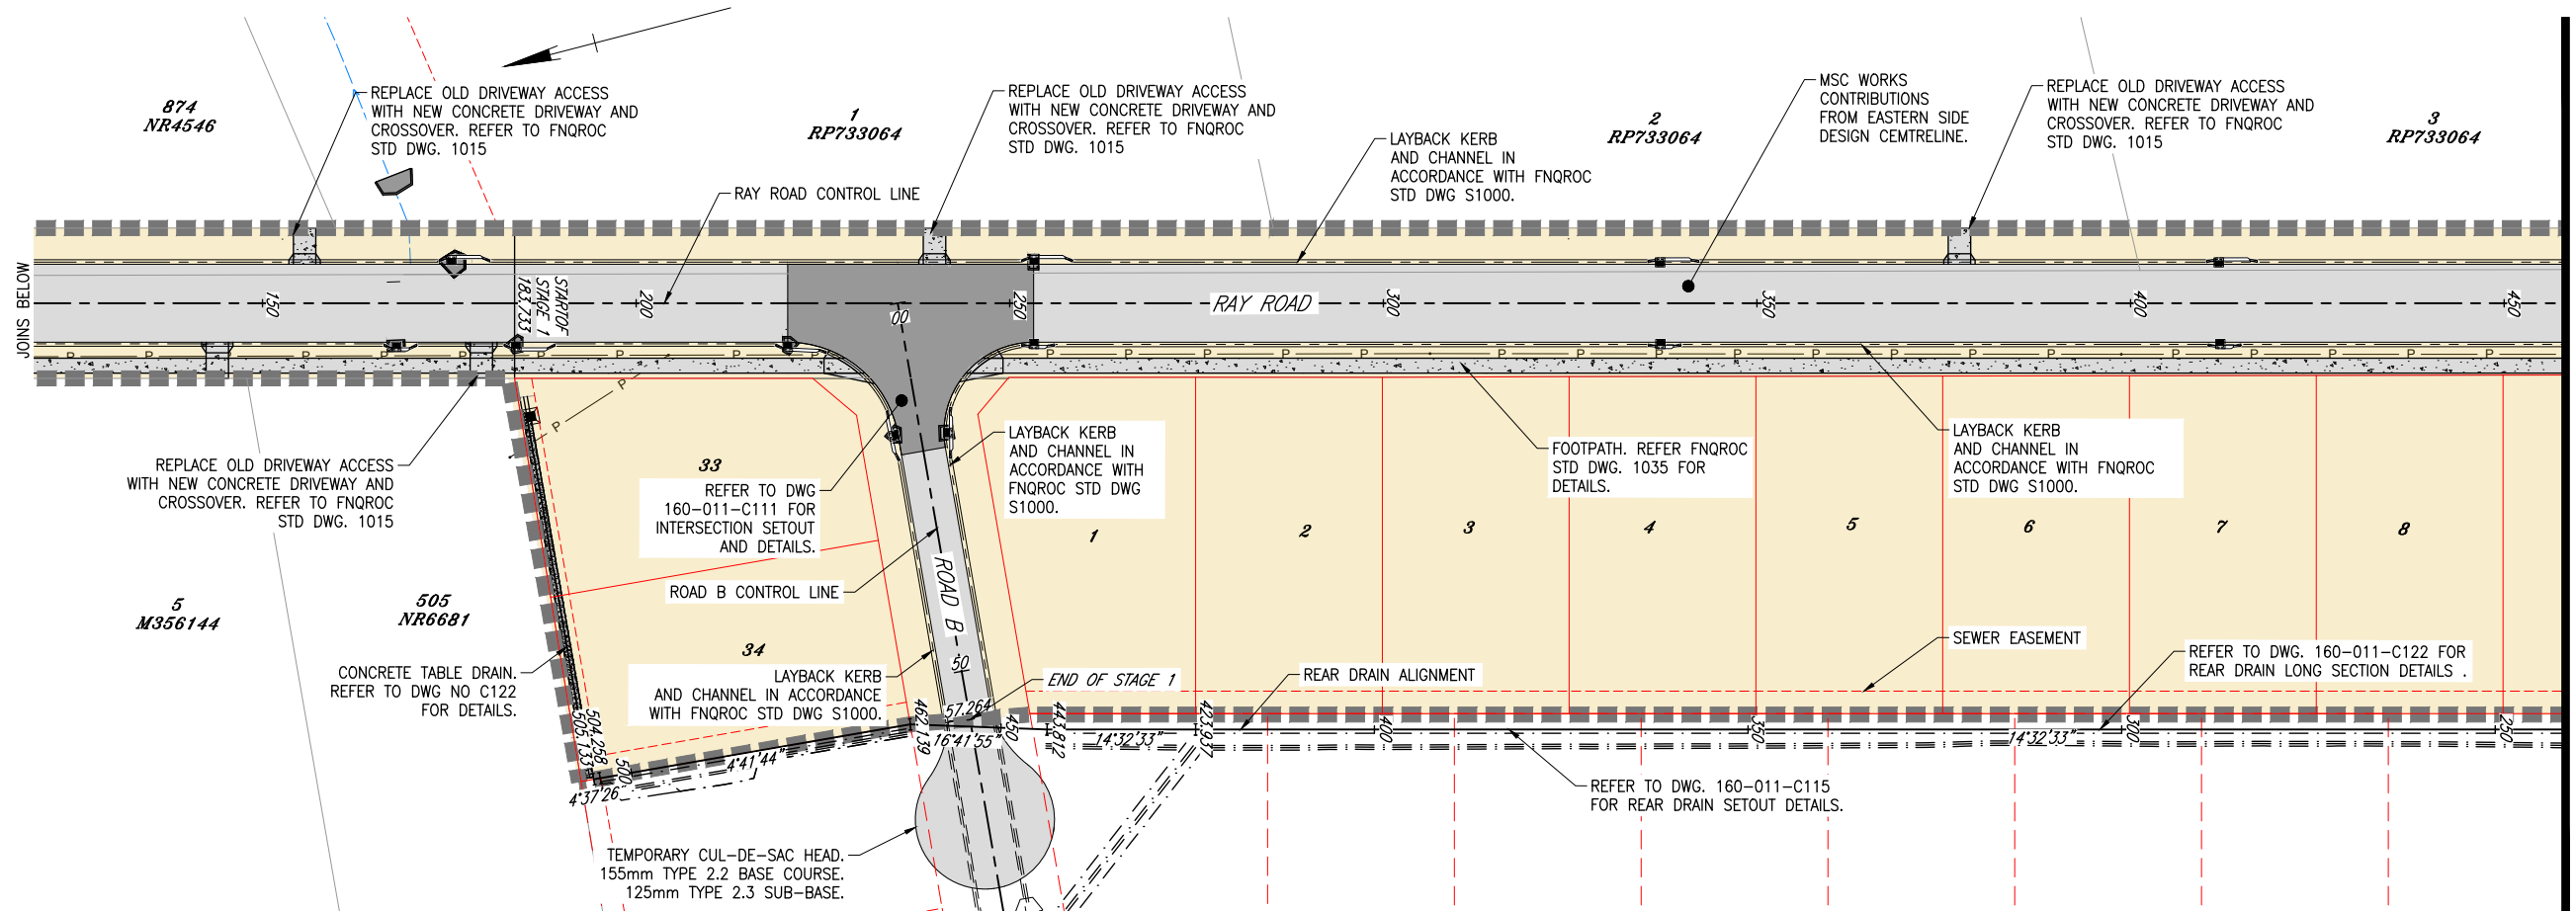 874
NR4546
REPLACE OLD DRIVEWAY ACCESS
WITH NEW CONCRETE DRIVEWAY AND
CROSSOVER. REFER TO FNQROC
STD DWG. 1015
1
RP733064
REPLACE OLD DRIVEWAY ACCESS
WITH NEW CONCRETE DRIVEWAY AND
CROSSOVER. REFER TO FNQROC
STD DWG. 1015
LAYBACK KERB
AND CHANNEL IN
ACCORDANCE WITH FNQROC
STD DWG S1000.
2
RP733064
MSC WORKS
CONTRIBUTIONS
FROM EASTERN SIDE
DESIGN CEMTRELINE.
REPLACE OLD DRIVEWAY ACCESS
WITH NEW CONCRETE DRIVEWAY AND
CROSSOVER. REFER TO FNQROC
STD DWG. 1015
3
RP733064
RAY ROAD CONTROL LINE
JOINS BELOW
150
STARTOF
STAGE 1
183.733
200
00
250
RAY ROAD
300
350
400
450
P P P P P P P P P P P P P P P P P P P P P P P P P P P P
P
P
REPLACE OLD DRIVEWAY ACCESS
WITH NEW CONCRETE DRIVEWAY AND
CROSSOVER. REFER TO FNQROC
STD DWG. 1015
33
REFER TO DWG
160-011-C111 FOR
INTERSECTION SETOUT
AND DETAILS.
LAYBACK KERB
AND CHANNEL IN
ACCORDANCE WITH
FNQROC STD DWG
S1000.
FOOTPATH. REFER FNQROC
STD DWG. 1035 FOR
DETAILS.
LAYBACK KERB
AND CHANNEL IN
ACCORDANCE WITH FNQROC
STD DWG S1000.
1
2
3
4
5
6
7
8
ROAD B CONTROL LINE
ROAD B
50
5
M356144
505
NR6681
34
CONCRETE TABLE DRAIN.
REFER TO DWG NO C122
FOR DETAILS.
LAYBACK KERB
AND CHANNEL IN ACCORDANCE
WITH FNQROC STD DWG S1000.
END OF STAGE 1
REAR DRAIN ALIGNMENT
SEWER EASEMENT
REFER TO DWG. 160-011-C122 FOR
REAR DRAIN LONG SECTION DETAILS .
505.133
504.258
500
4°37'26"
4°41'44"
462.139
57.264
16°41'55"
450
443.812
14°32'33"
423.937
400
350
14°32'33"
300
250
REFER TO DWG. 160-011-C115
FOR REAR DRAIN SETOUT DETAILS.
TEMPORARY CUL-DE-SAC HEAD.
155mm TYPE 2.2 BASE COURSE.
125mm TYPE 2.3 SUB-BASE.